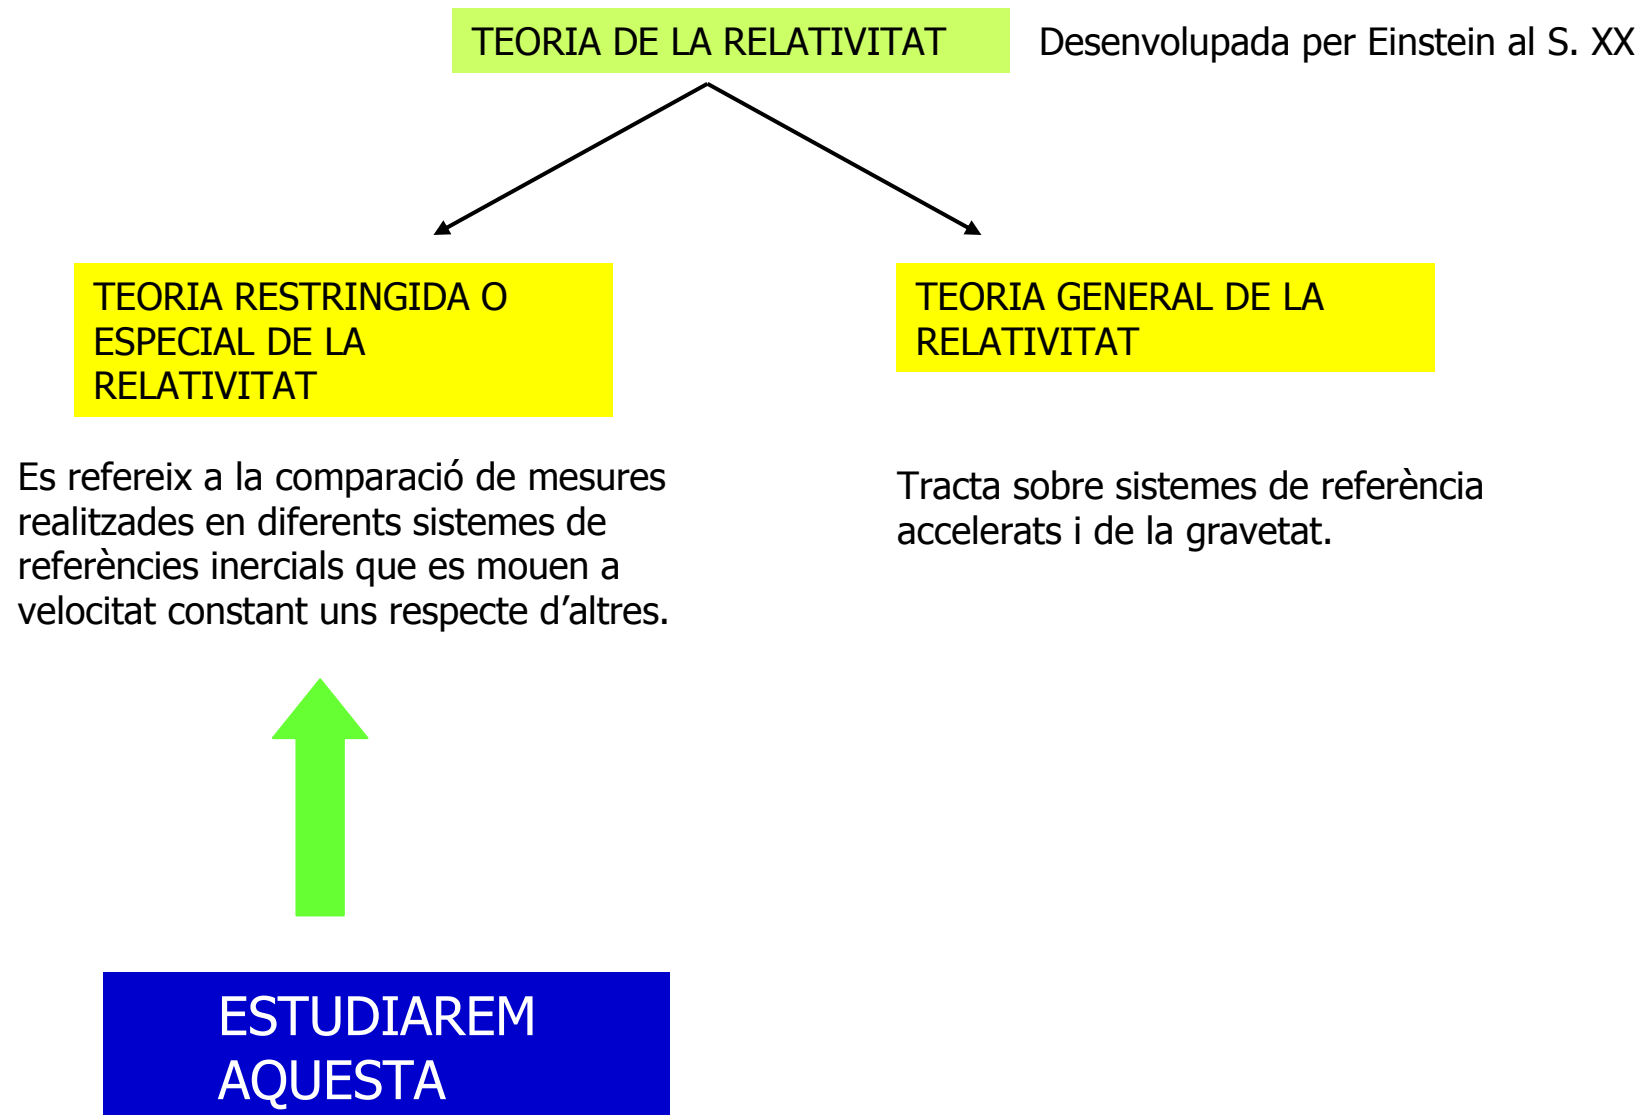 TEORIA DE LA RELATIVITAT
Desenvolupada per Einstein al S. XX
TEORIA RESTRINGIDA O
ESPECIAL DE LA
RELATIVITAT
TEORIA GENERAL DE LA
RELATIVITAT
Es refereix a la comparació de mesures
realitzades en diferents sistemes de
referències inercials que es mouen a
velocitat constant uns respecte d’altres.
Tracta sobre sistemes de referència
accelerats i de la gravetat.
ESTUDIAREM
AQUESTA